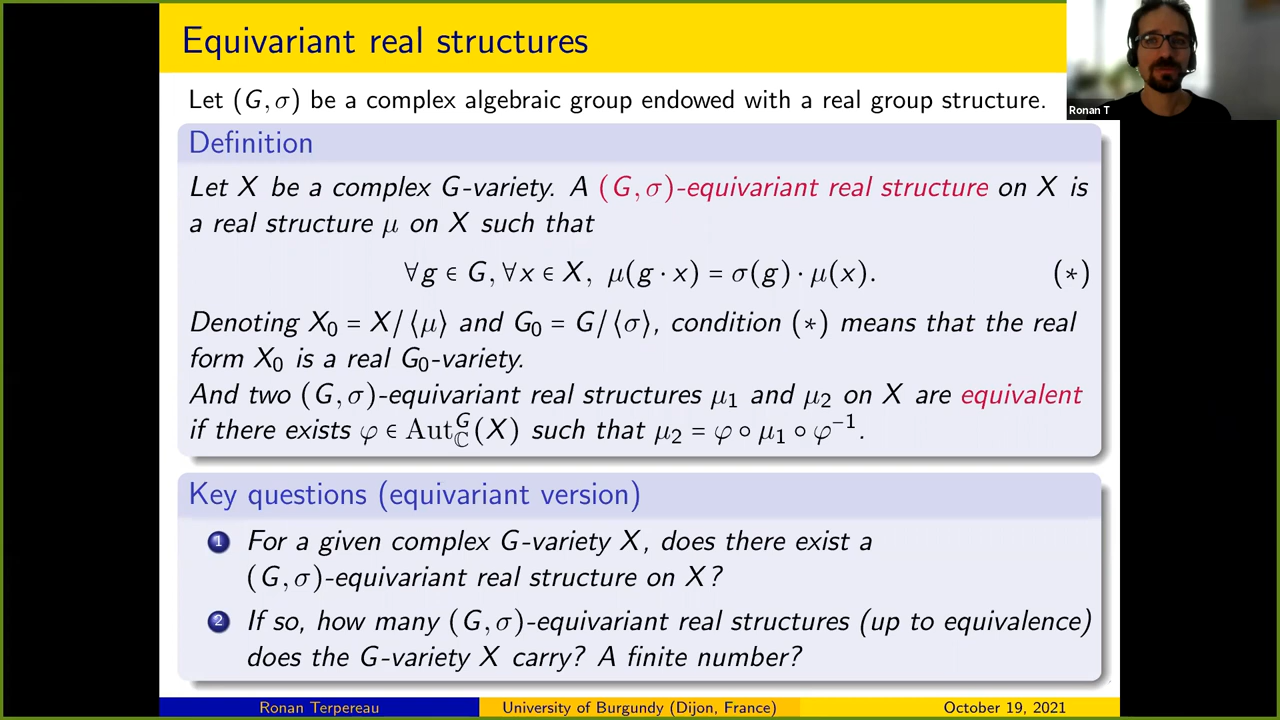 Equivariant real structures
Let (G, σ) be a complex algebraic group endowed with a real group structure.
Ronan T
Definition
Let X be a complex G-variety. A (G, σ)-equivariant real structure on X is
a real structure μ on X such that
∀g ∈ G, ∀x ∈ X, μ(g · x) = σ(g) · μ(x). (∗)
Denoting X₀ = X/⟨μ⟩ and G₀ = G/⟨σ⟩, condition (∗) means that the real
form X₀ is a real G₀-variety.
And two (G, σ)-equivariant real structures μ₁ and μ₂ on X are equivalent
if there exists φ ∈ Aut_ℂ^G(X) such that μ₂ = φ ∘ μ₁ ∘ φ⁻¹.
Key questions (equivariant version)
1 For a given complex G-variety X, does there exist a
(G, σ)-equivariant real structure on X?
2 If so, how many (G, σ)-equivariant real structures (up to equivalence)
does the G-variety X carry? A finite number?
Ronan Terpereau University of Burgundy (Dijon, France) October 19, 2021